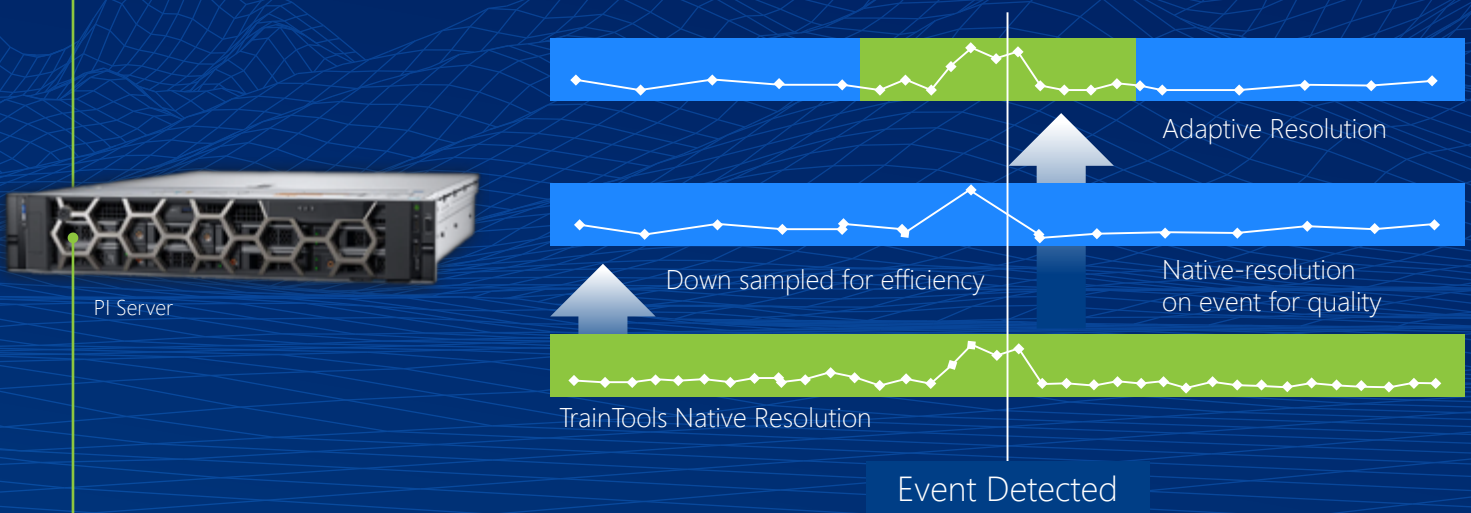 Adaptive Resolution
PI Server
Down sampled for efficiency
Native-resolution
on event for quality
TrainTools Native Resolution
Event Detected